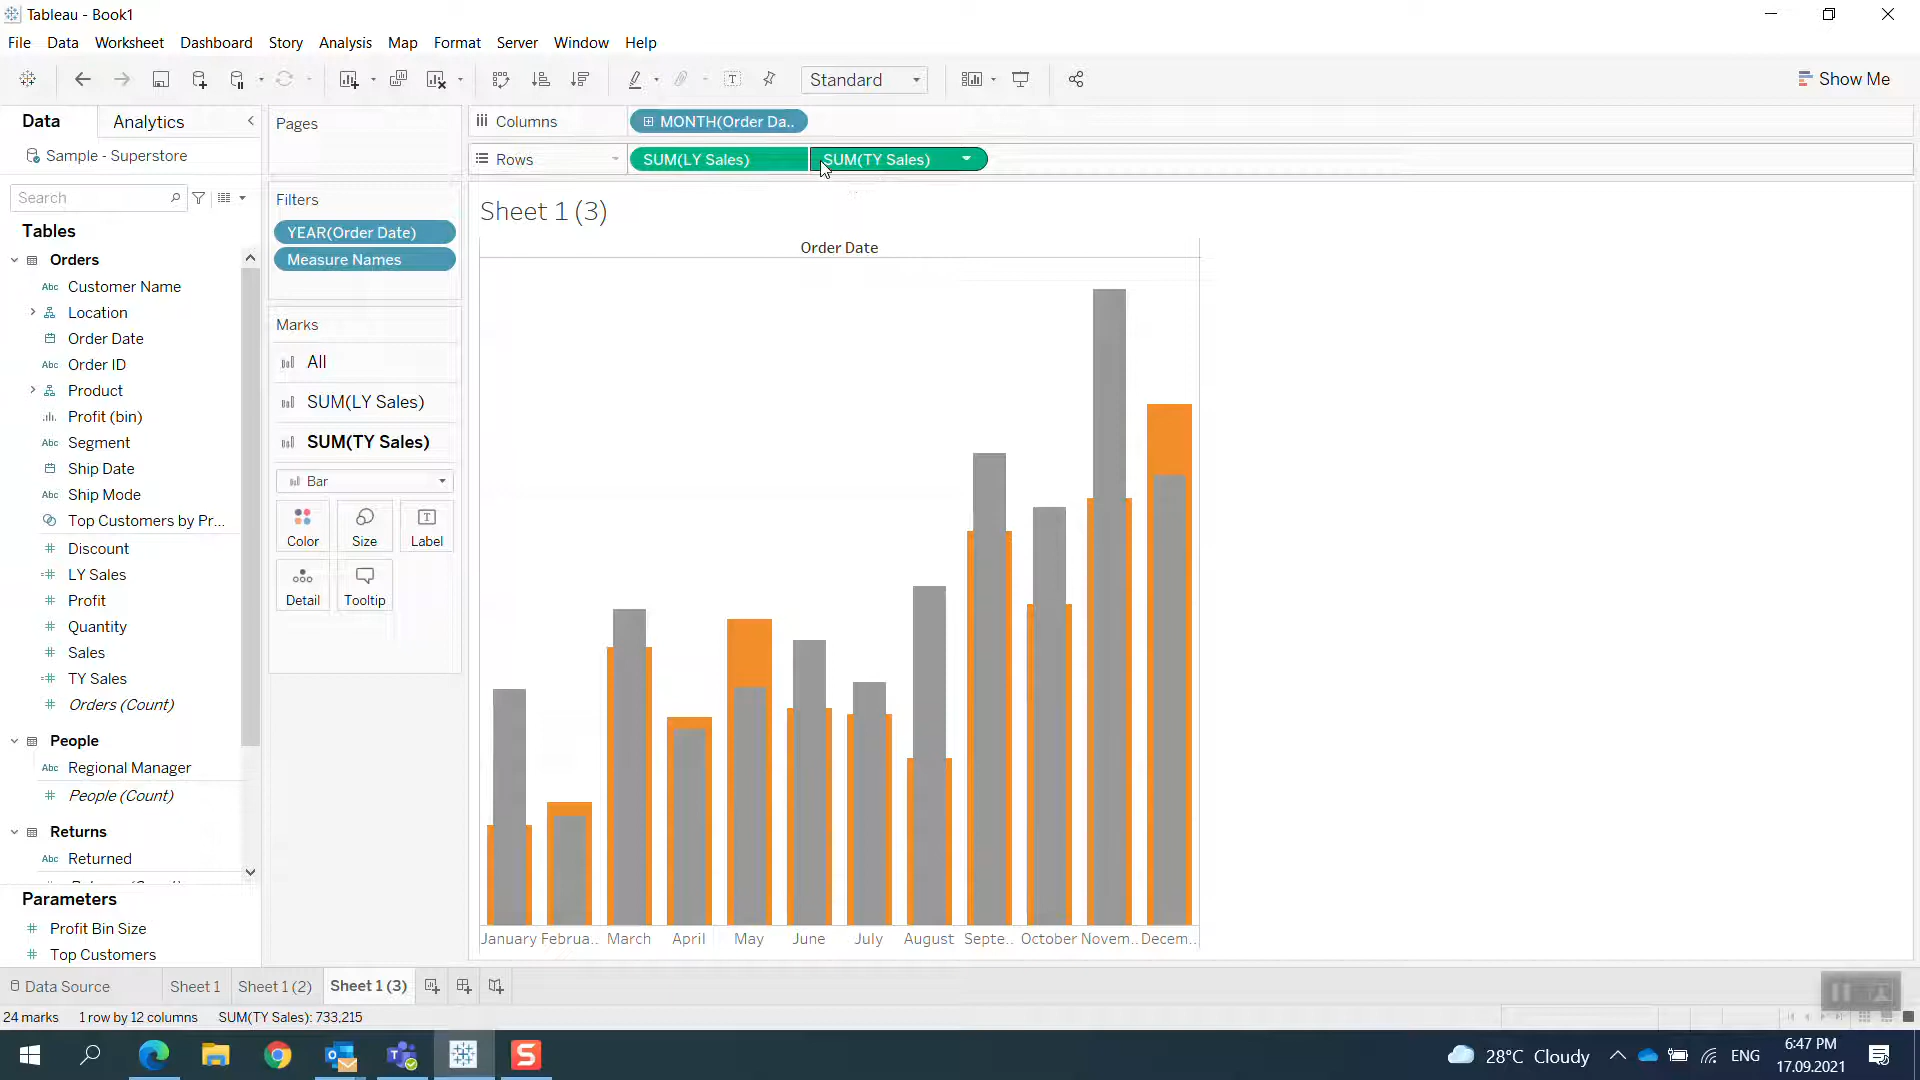 Tableau - Book1
File Data Worksheet Dashboard Story Analysis Map Format Server Window Help
Standard
Show Me
Data Analytics
Sample - Superstore
Search
Tables
Orders
Customer Name
Location
Order Date
Order ID
Product
Profit (bin)
Segment
Ship Date
Ship Mode
Top Customers by Pr...
Discount
LY Sales
Profit
Quantity
Sales
TY Sales
Orders (Count)
People
Regional Manager
People (Count)
Returns
Returned
Parameters
Profit Bin Size
Top Customers
Pages
Filters
YEAR(Order Date)
Measure Names
Marks
All
SUM(LY Sales)
SUM(TY Sales)
Bar
Color Size Label
Detail Tooltip
Columns MONTH(Order Da..
Rows SUM(LY Sales) SUM(TY Sales)
Sheet 1 (3)
Order Date
January Februa.. March April May June July August Septe.. October Novem.. Decem..
Data Source Sheet 1 Sheet 1 (2) Sheet 1 (3)
24 marks 1 row by 12 columns SUM(TY Sales): 733,215
28°C Cloudy ENG
6:47 PM
17.09.2021